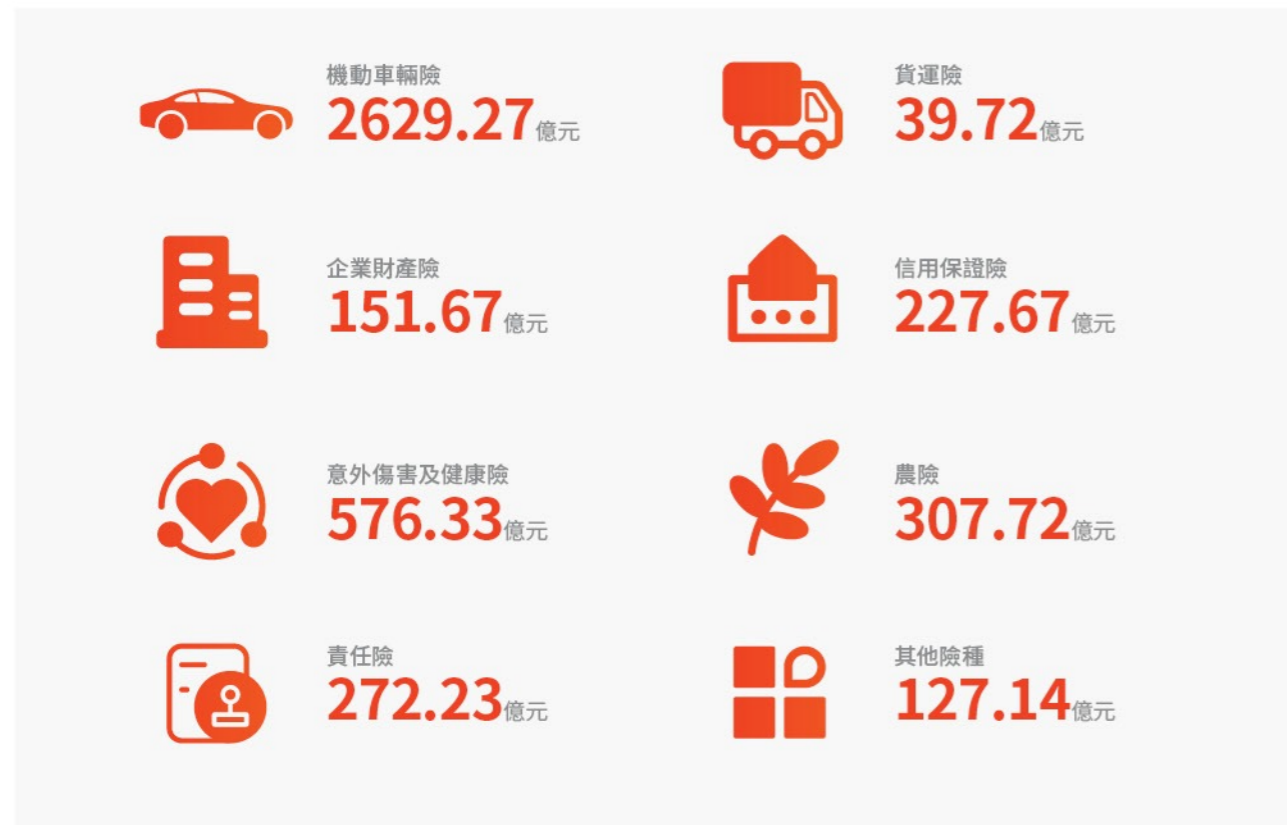 機動車輛險
2629.27億元
貨運險
39.72億元
企業財產險
151.67億元
信用保證險
227.67億元
意外傷害及健康險
576.33億元
農險
307.72億元
責任險
272.23億元
其他險種
127.14億元